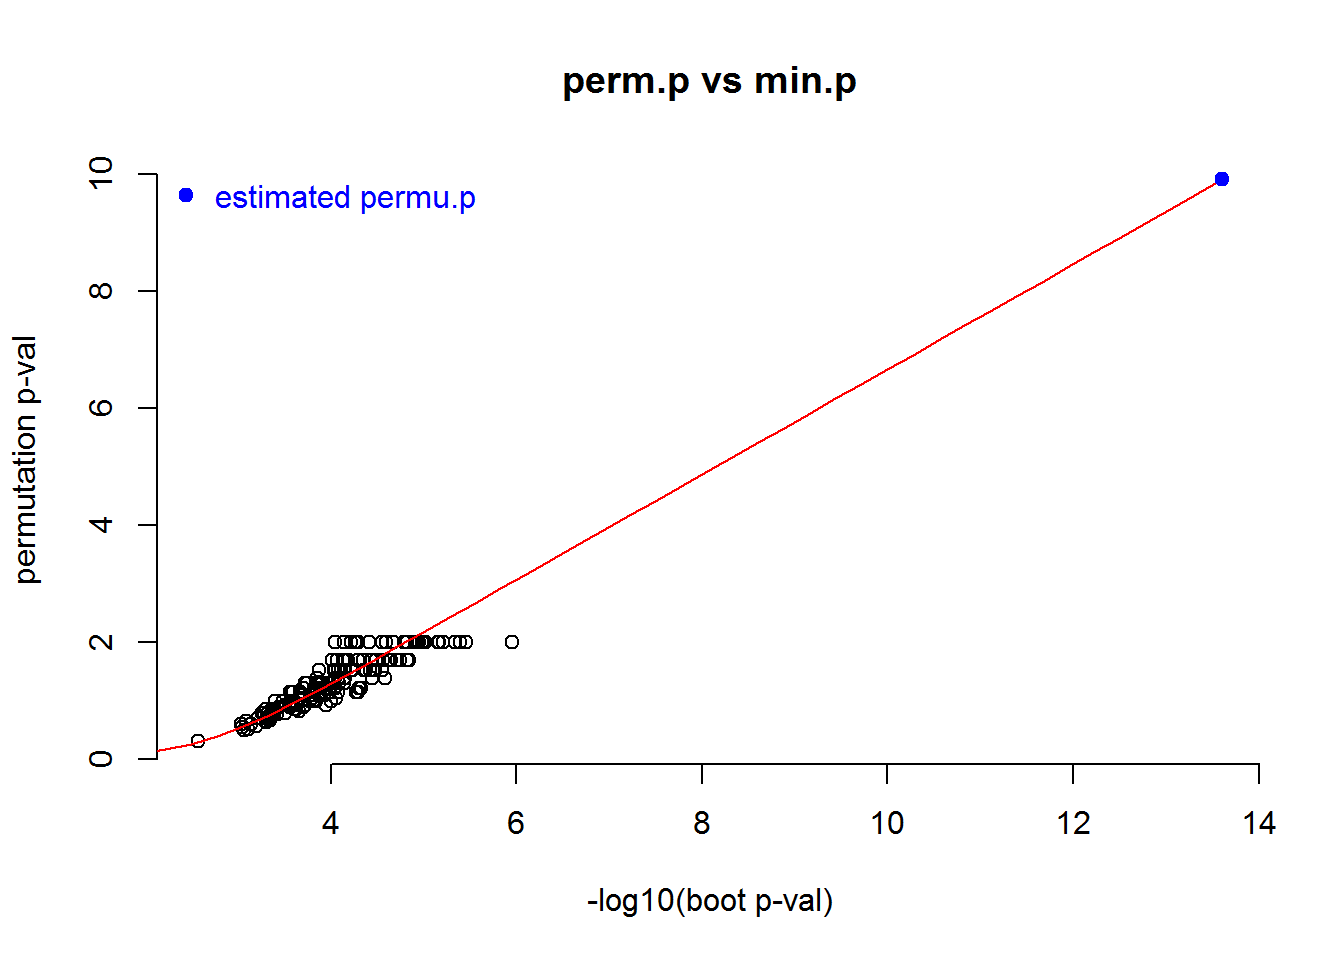 perm.p vs min.p
estimated permu.p
permutation p-val
10
8
6
4
2
0
4 6 8 10 12 14
-log10(boot p-val)